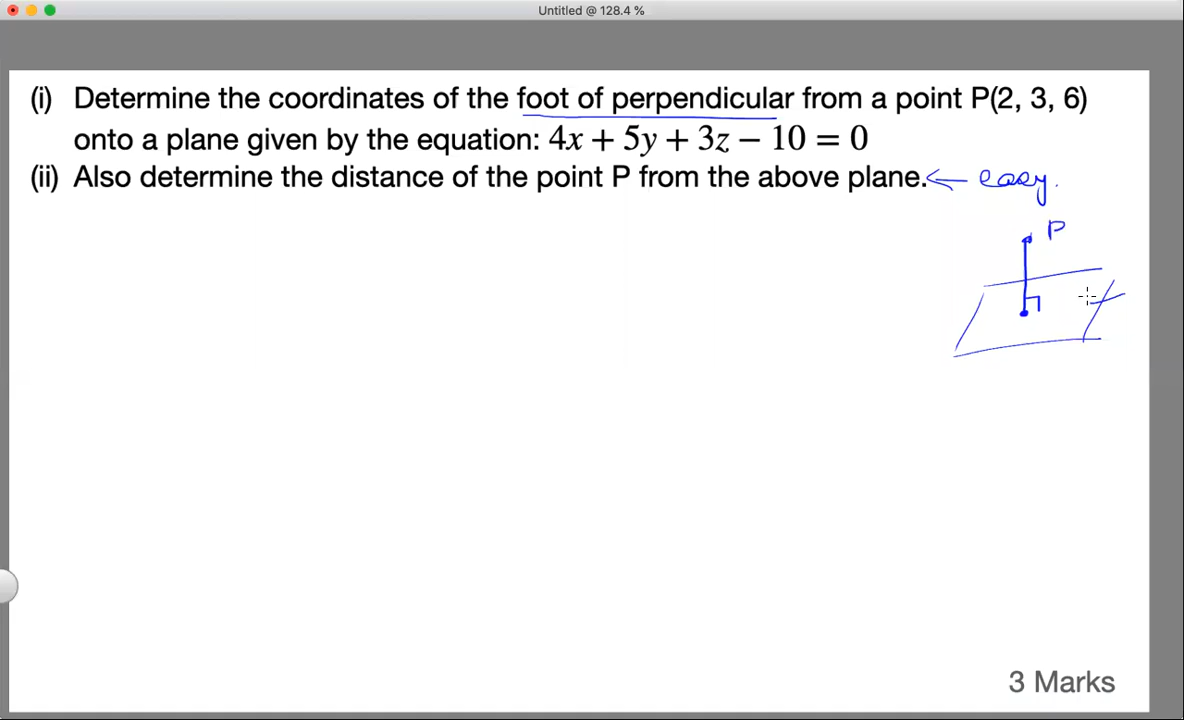 Untitled @ 128.4 %
(i) Determine the coordinates of the foot of perpendicular from a point P(2, 3, 6)
onto a plane given by the equation: 4x + 5y + 3z − 10 = 0
(ii) Also determine the distance of the point P from the above plane. ← easy.
P
3 Marks